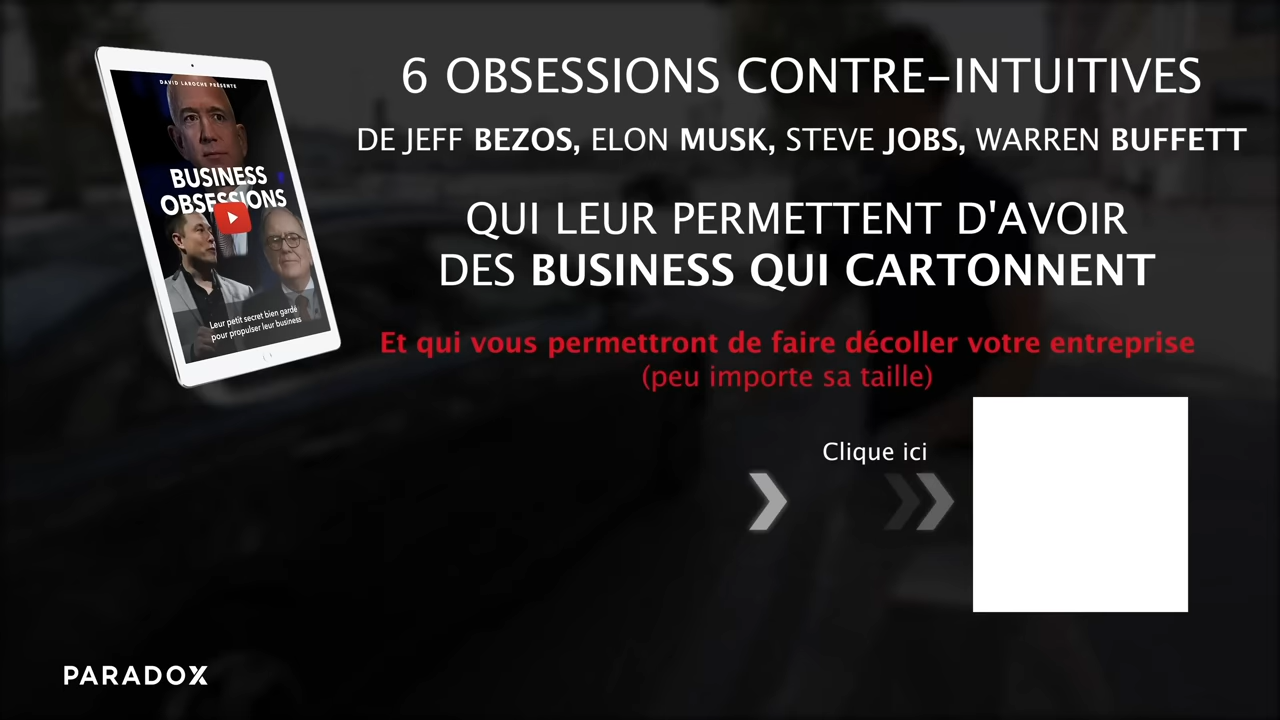 DAVID LAROCHE PRÉSENTE
BUSINESS
OBSESSIONS
Leur petit secret bien gardé
pour propulser leur business
6 OBSESSIONS CONTRE-INTUITIVES
DE JEFF BEZOS, ELON MUSK, STEVE JOBS, WARREN BUFFETT
QUI LEUR PERMETTENT D'AVOIR
DES BUSINESS QUI CARTONNENT
Et qui vous permettront de faire décoller votre entreprise
(peu importe sa taille)
Clique ici
PARADOX